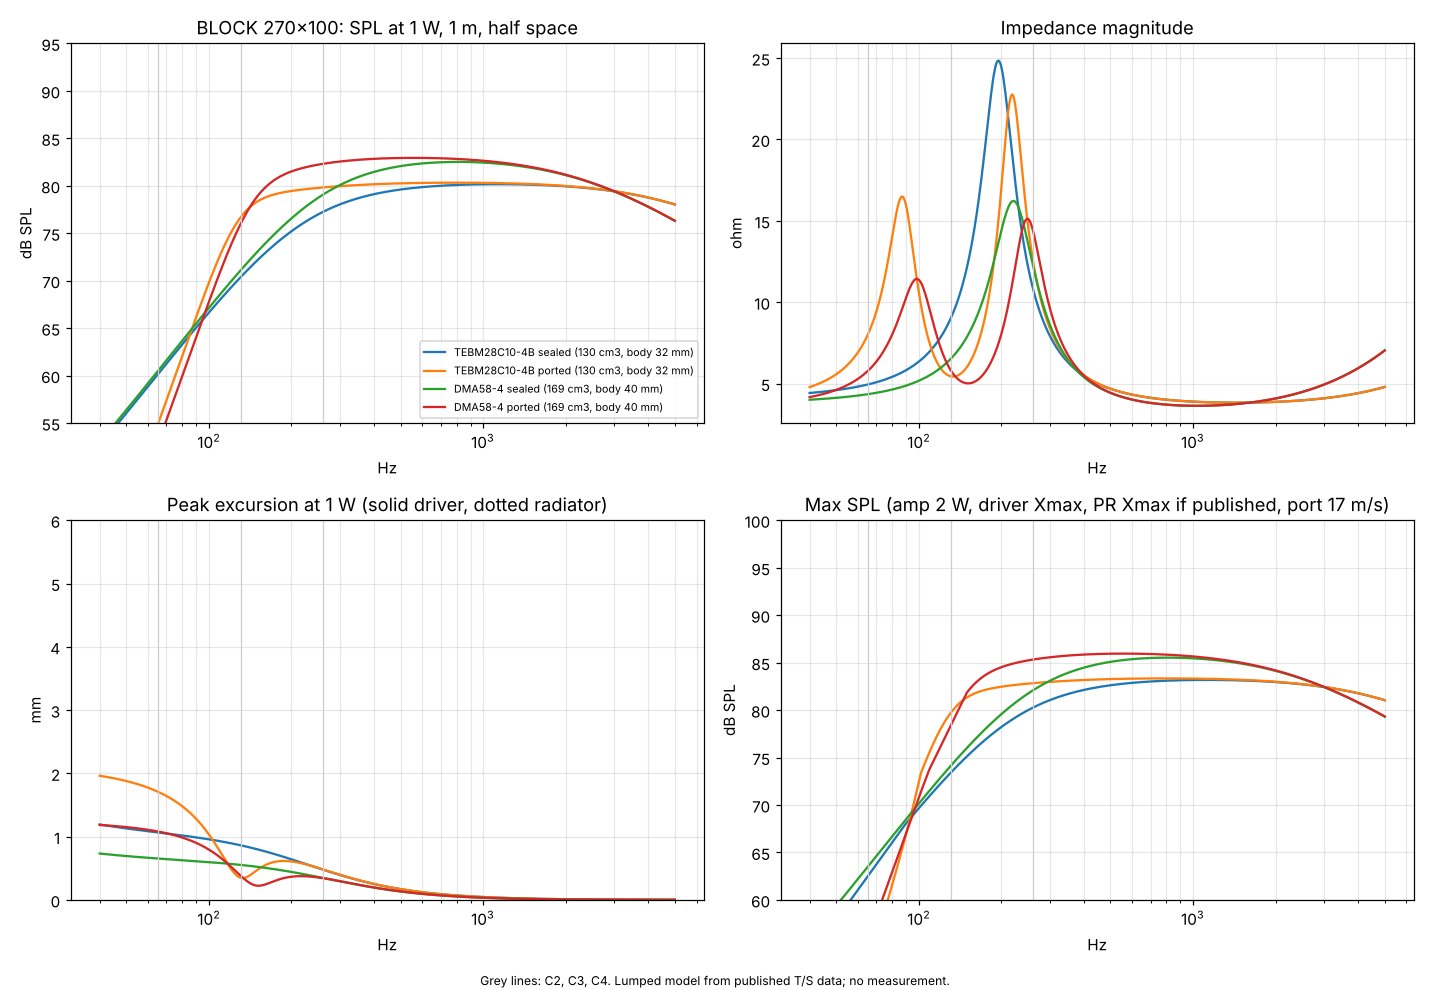 BLOCK 270×100: SPL at 1 W, 1 m, half space
95
90
85
80
75
70
65
60
55
dB SPL
10²
10³
Hz
TEBM28C10-4B sealed (130 cm3, body 32 mm)
TEBM28C10-4B ported (130 cm3, body 32 mm)
DMA58-4 sealed (169 cm3, body 40 mm)
DMA58-4 ported (169 cm3, body 40 mm)
Impedance magnitude
25
20
15
10
5
ohm
10²
10³
Hz
Peak excursion at 1 W (solid driver, dotted radiator)
6
5
4
3
2
1
0
mm
10²
10³
Hz
Max SPL (amp 2 W, driver Xmax, PR Xmax if published, port 17 m/s)
100
95
90
85
80
75
70
65
60
dB SPL
10²
10³
Hz
Grey lines: C2, C3, C4. Lumped model from published T/S data; no measurement.